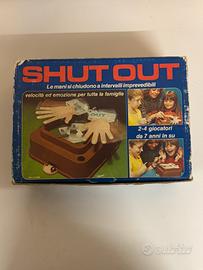 SHUT OUT
Le mani si chiudono a intervalli imprevedibili
velocità ed emozione per tutta la famiglia
2-4 giocatori
da 7 anni in su
subito